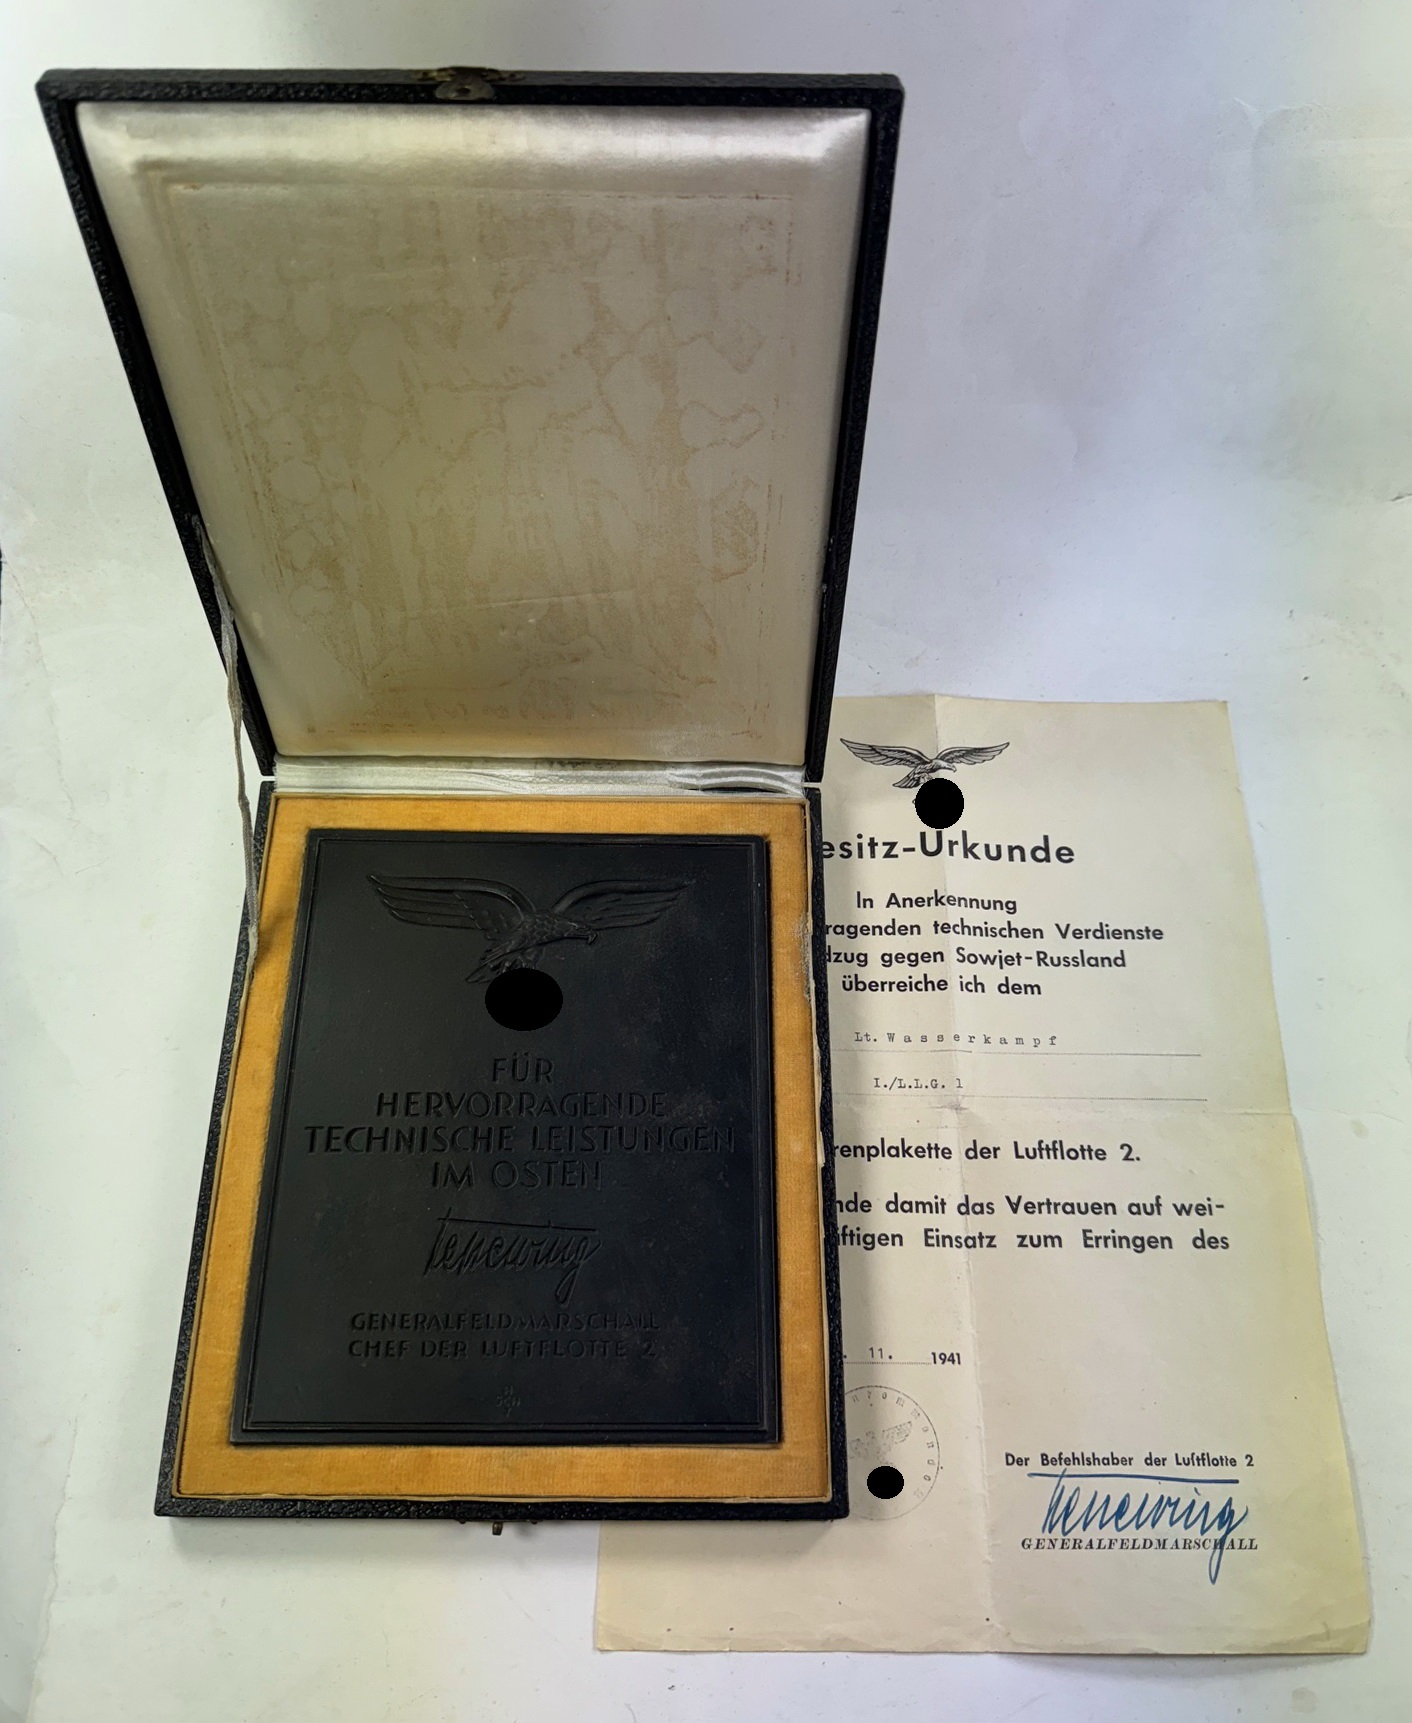 FÜR
HERVORRAGENDE
TECHNISCHE LEISTUNGEN
IM OSTEN
GENERALFELDMARSCHALL
CHEF DER LUFTFLOTTE 2
esitz-Urkunde
In Anerkennung
ragenden technischen Verdienste
dzug gegen Sowjet-Russland
überreiche ich dem
Lt. Wasserkampf
I./L.L.G. 1
renplakette der Luftflotte 2.
nde damit das Vertrauen auf wei-
ftigen Einsatz zum Erringen des
11. 1941
Der Befehlshaber der Luftflotte 2
GENERALFELDMARSCHALL